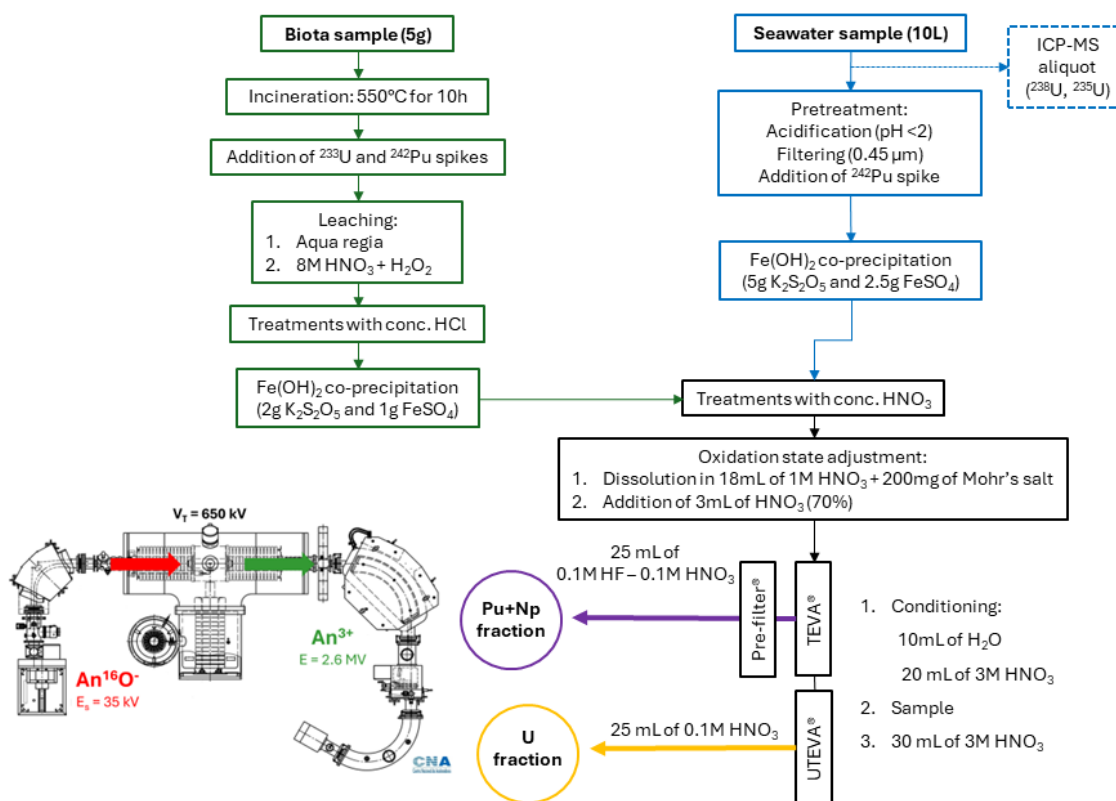 Biota sample (5g)
Incineration: 550°C for 10h
Addition of ²³³U and ²⁴²Pu spikes
Leaching:
1. Aqua regia
2. 8M HNO₃ + H₂O₂
Treatments with conc. HCl
Fe(OH)₂ co-precipitation
(2g K₂S₂O₅ and 1g FeSO₄)
Seawater sample (10L)
ICP-MS
aliquot
(²³⁸U, ²³⁵U)
Pretreatment:
Acidification (pH <2)
Filtering (0.45 µm)
Addition of ²⁴²Pu spike
Fe(OH)₂ co-precipitation
(5g K₂S₂O₅ and 2.5g FeSO₄)
Treatments with conc. HNO₃
Oxidation state adjustment:
1. Dissolution in 18mL of 1M HNO₃ + 200mg of Mohr's salt
2. Addition of 3mL of HNO₃ (70%)
25 mL of
0.1M HF – 0.1M HNO₃
Pre-filter®
TEVA®
Pu+Np
fraction
1. Conditioning:
10mL of H₂O
20 mL of 3M HNO₃
2. Sample
3. 30 mL of 3M HNO₃
UTEVA®
25 mL of 0.1M HNO₃
U
fraction
V_T = 650 kV
An³⁺
E = 2.6 MV
An¹⁶O⁻
E_s = 35 kV
CNA